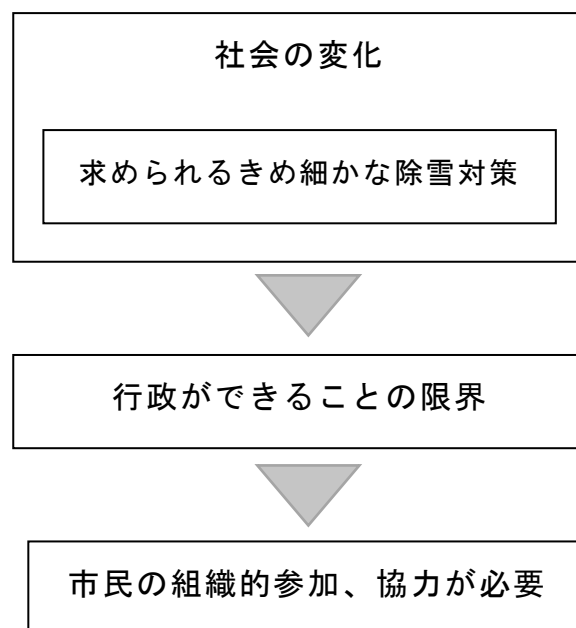 社会の変化
求められるきめ細かな除雪対策
行政ができることの限界
市民の組織的参加、協力が必要